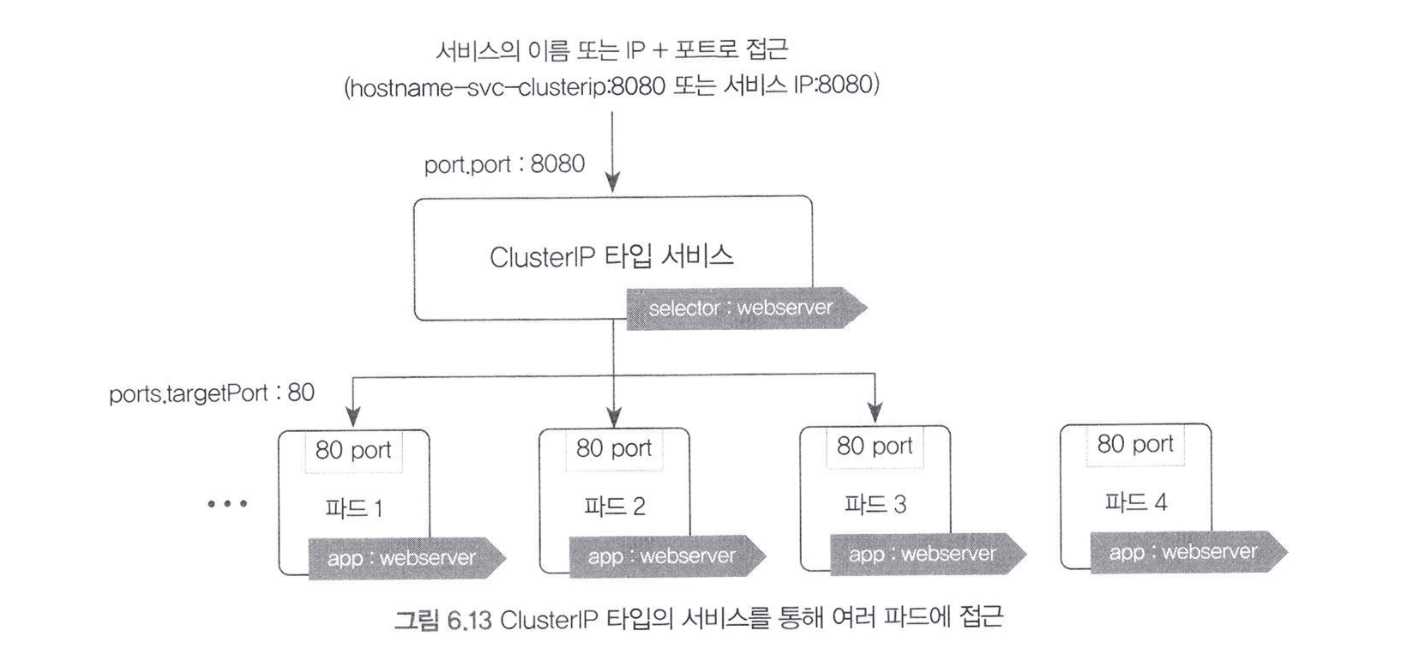 서비스의 이름 또는 IP + 포트로 접근
(hostname-svc-clusterip:8080 또는 서비스 IP:8080)
port.port : 8080
ClusterIP 타입 서비스
selector : webserver
ports.targetPort : 80
80 port
80 port
80 port
80 port
...
파드 1
파드 2
파드 3
파드 4
app : webserver
app : webserver
app : webserver
app : webserver
그림 6.13 ClusterIP 타입의 서비스를 통해 여러 파드에 접근